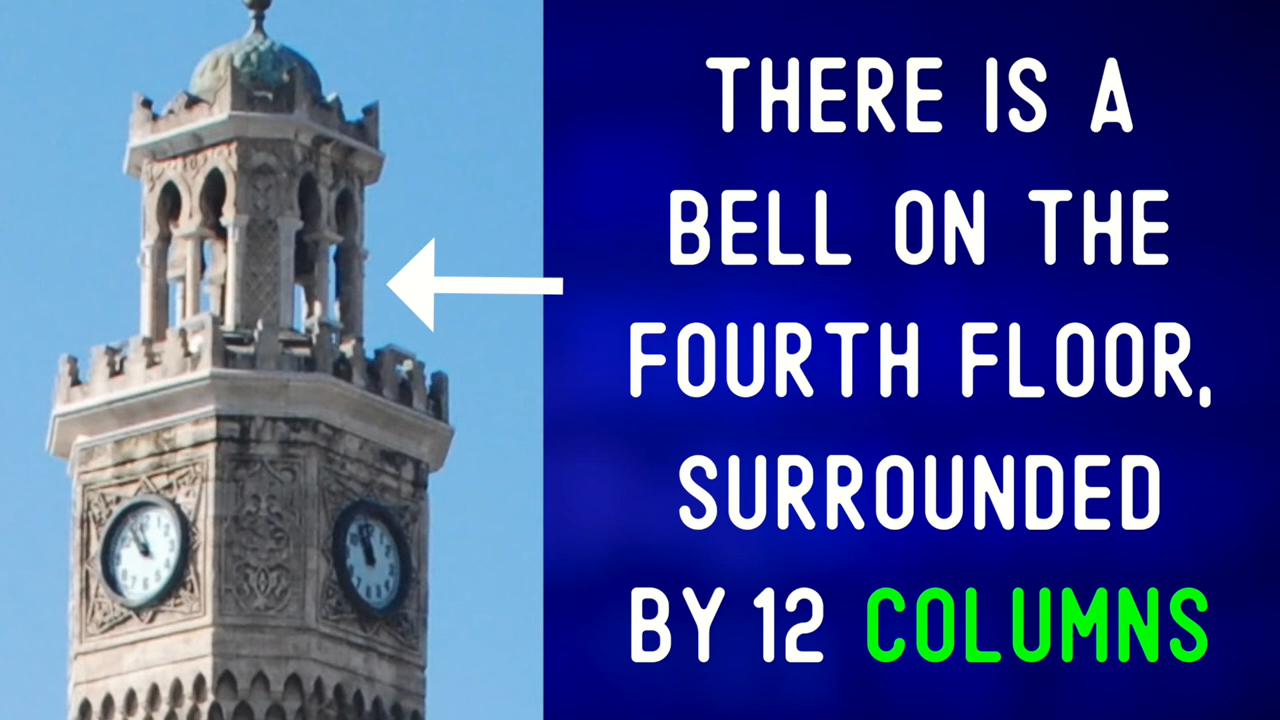 THERE IS A
BELL ON THE
FOURTH FLOOR,
SURROUNDED
BY 12 COLUMNS